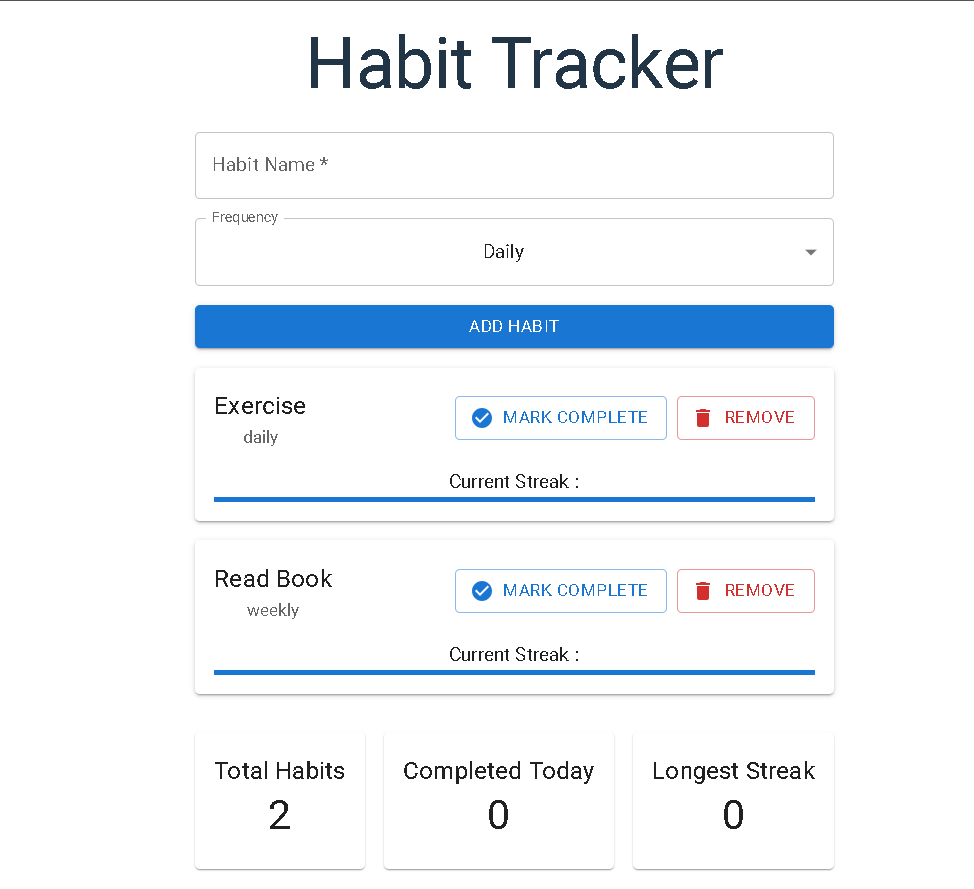 Habit Tracker
Habit Name *
Frequency
Daily
ADD HABIT
Exercise
daily
MARK COMPLETE
REMOVE
Current Streak :
Read Book
weekly
MARK COMPLETE
REMOVE
Current Streak :
Total Habits
2
Completed Today
0
Longest Streak
0